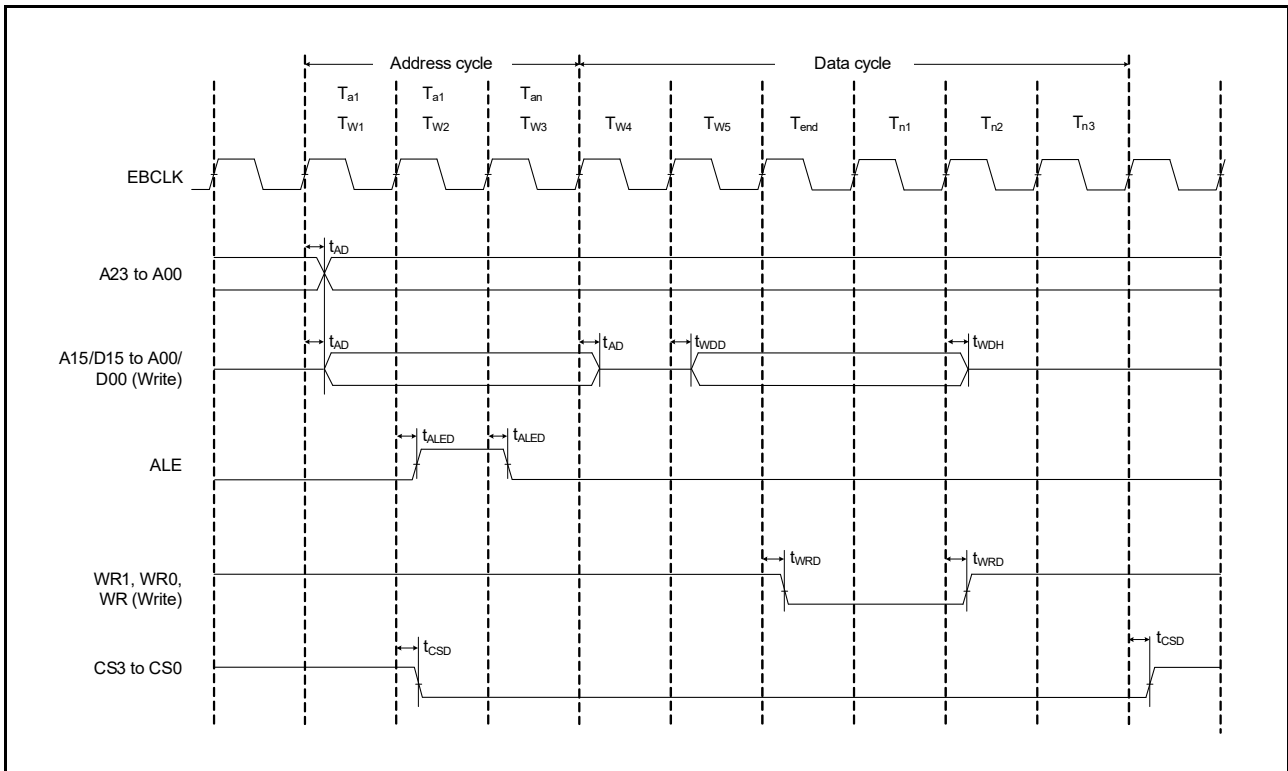 Address cycle Data cycle
Ta1 Ta1 Tan
TW1 TW2 TW3 TW4 TW5 Tend Tn1 Tn2 Tn3
EBCLK
tAD
A23 to A00
tAD tAD tWDD tWDH
A15/D15 to A00/
D00 (Write)
tALED tALED
ALE
tWRD tWRD
WR1, WR0,
WR (Write)
tCSD tCSD
CS3 to CS0